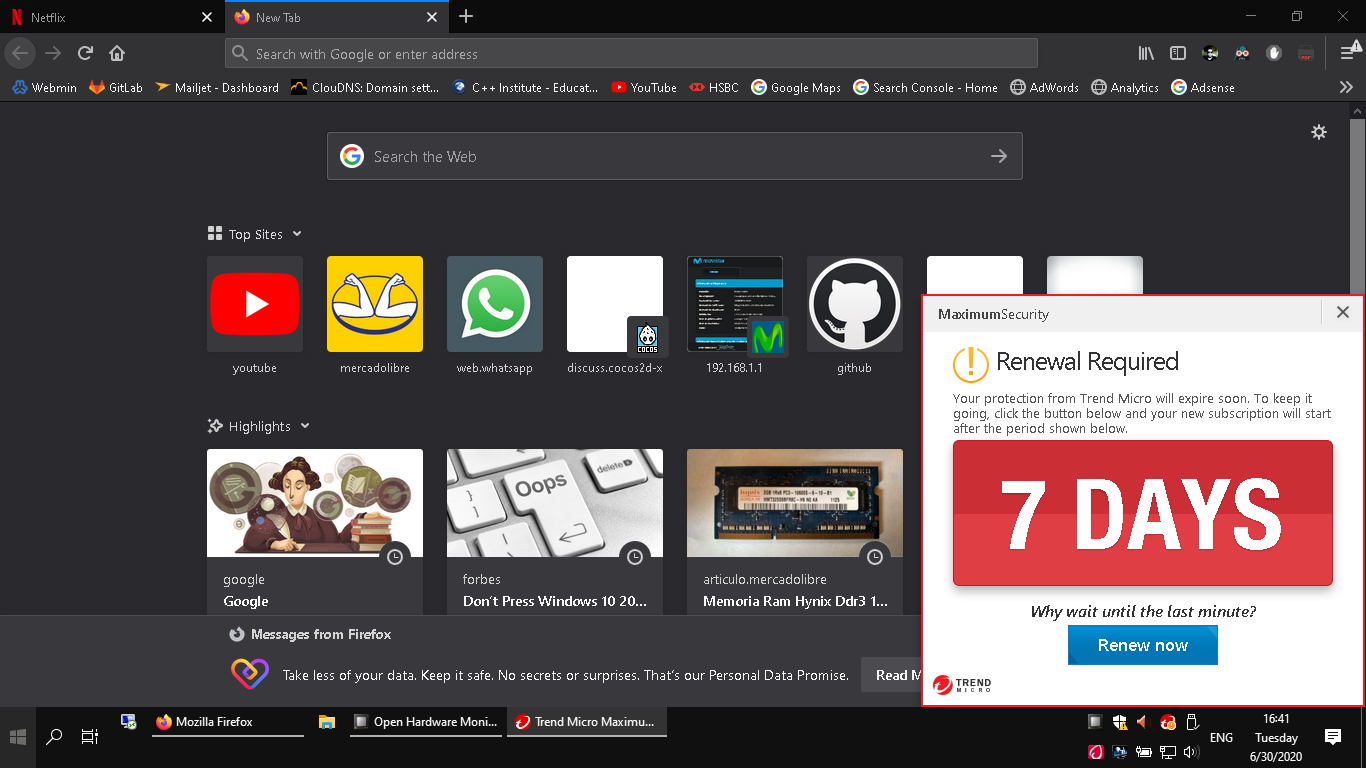 Netflix
New Tab
Search with Google or enter address
Webmin
GitLab
Mailjet - Dashboard
ClouDNS: Domain sett...
C++ Institute - Educat...
YouTube
HSBC
Google Maps
Search Console - Home
AdWords
Analytics
Adsense
Search the Web
Top Sites
COCOS
movistar
youtube
mercadolibre
web.whatsapp
discuss.cocos2d-x
192.168.1.1
github
Highlights
delete
Oops
google
Google
forbes
Don't Press Windows 10 20...
articulo.mercadolibre
Memoria Ram Hynix Ddr3 1...
Messages from Firefox
Take less of your data. Keep it safe. No secrets or surprises. That's our Personal Data Promise.
Read M
MaximumSecurity
Renewal Required
Your protection from Trend Micro will expire soon. To keep it
going, click the button below and your new subscription will start
after the period shown below.
7 DAYS
Why wait until the last minute?
Renew now
TREND
MICRO
Mozilla Firefox
Open Hardware Moni...
Trend Micro Maximu...
ENG
16:41
Tuesday
6/30/2020